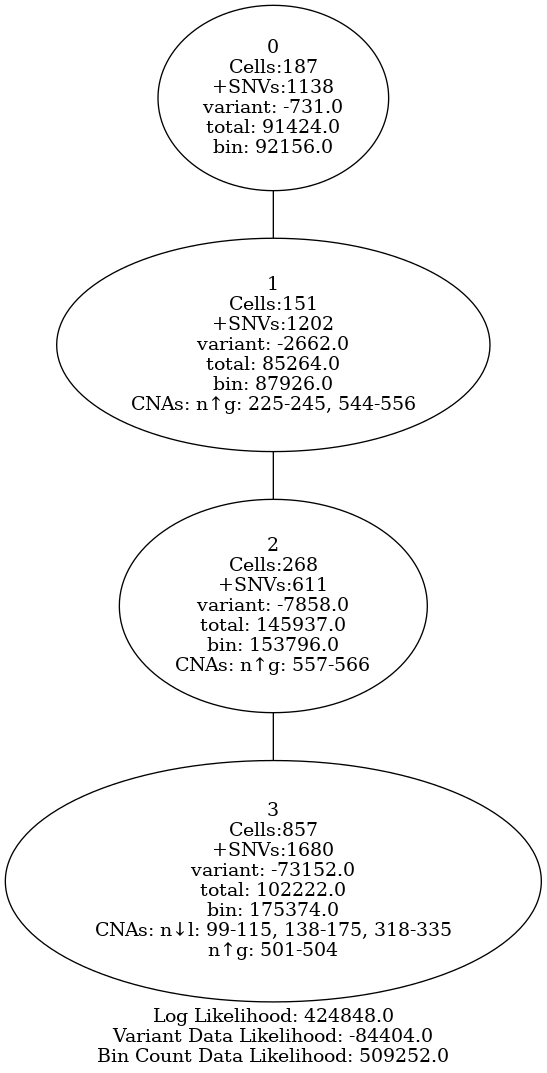 0
Cells:187
+SNVs:1138
variant: -731.0
total: 91424.0
bin: 92156.0
1
Cells:151
+SNVs:1202
variant: -2662.0
total: 85264.0
bin: 87926.0
CNAs: n↑g: 225-245, 544-556
2
Cells:268
+SNVs:611
variant: -7858.0
total: 145937.0
bin: 153796.0
CNAs: n↑g: 557-566
3
Cells:857
+SNVs:1680
variant: -73152.0
total: 102222.0
bin: 175374.0
CNAs: n↓l: 99-115, 138-175, 318-335
n↑g: 501-504
Log Likelihood: 424848.0
Variant Data Likelihood: -84404.0
Bin Count Data Likelihood: 509252.0